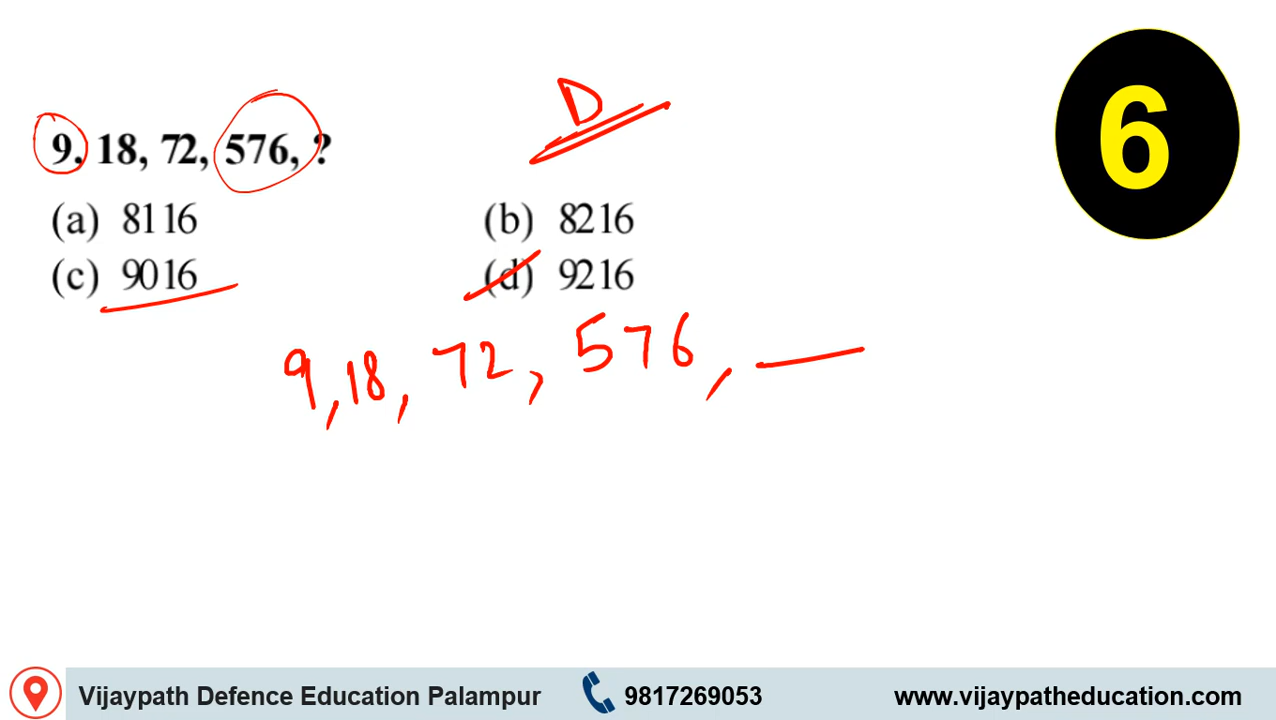 6
D
9, 18, 72, 576, ?
(a) 8116 (b) 8216
(c) 9016 (d) 9216
9, 18, 72, 576, __
Vijaypath Defence Education Palampur 9817269053 www.vijaypatheducation.com